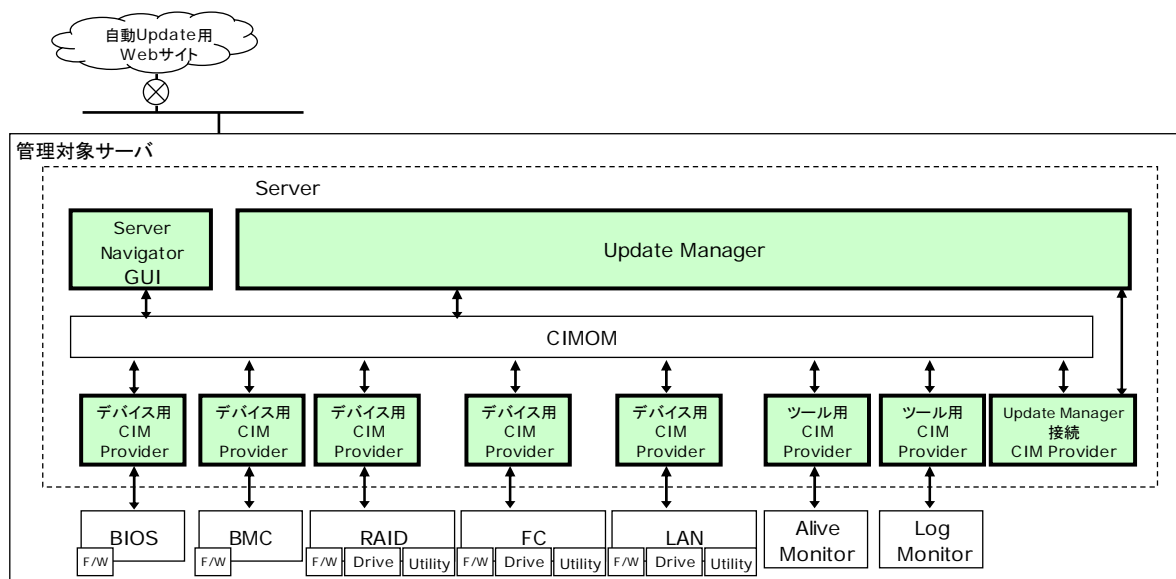 自動Update用
Webサイト
管理対象サーバ
Server
Server
Navigator
GUI
Update Manager
CIMOM
デバイス用
CIM
Provider
デバイス用
CIM
Provider
デバイス用
CIM
Provider
デバイス用
CIM
Provider
デバイス用
CIM
Provider
ツール用
CIM
Provider
ツール用
CIM
Provider
Update Manager
接続
CIM Provider
BIOS
F/W
BMC
F/W
RAID
F/W
Drive
Utility
FC
F/W
Drive
Utility
LAN
F/W
Drive
Utility
Alive
Monitor
Log
Monitor